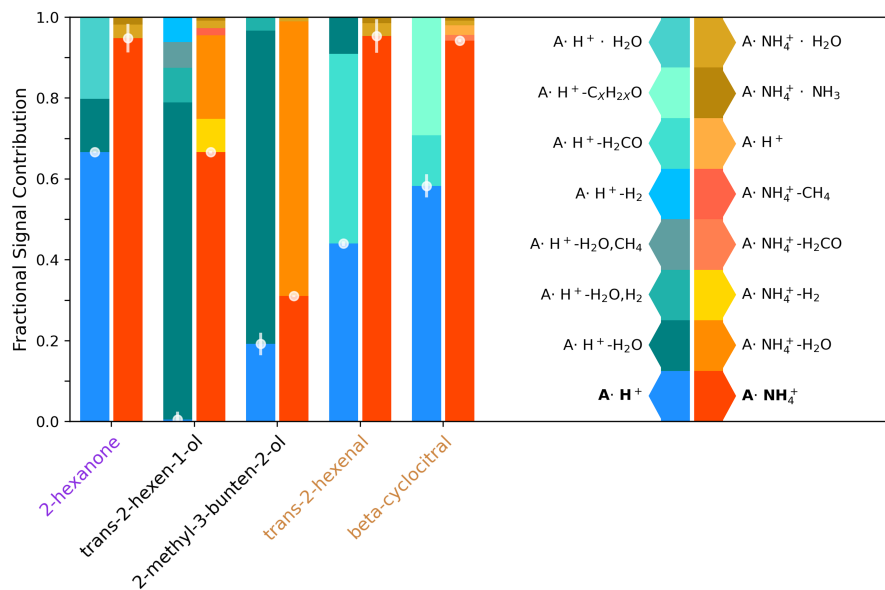 Fractional Signal Contribution
1.0
0.8
0.6
0.4
0.2
0.0
2-hexanone
trans-2-hexen-1-ol
2-methyl-3-bunten-2-ol
trans-2-hexenal
beta-cyclocitral
A· H⁺ · H₂O
A· NH₄⁺ · H₂O
A· H⁺-CₓH₂ₓO
A· NH₄⁺ · NH₃
A· H⁺-H₂CO
A· H⁺
A· H⁺-H₂
A· NH₄⁺-CH₄
A· H⁺-H₂O,CH₄
A· NH₄⁺-H₂CO
A· H⁺-H₂O,H₂
A· NH₄⁺-H₂
A· H⁺-H₂O
A· NH₄⁺-H₂O
A· H⁺
A· NH₄⁺